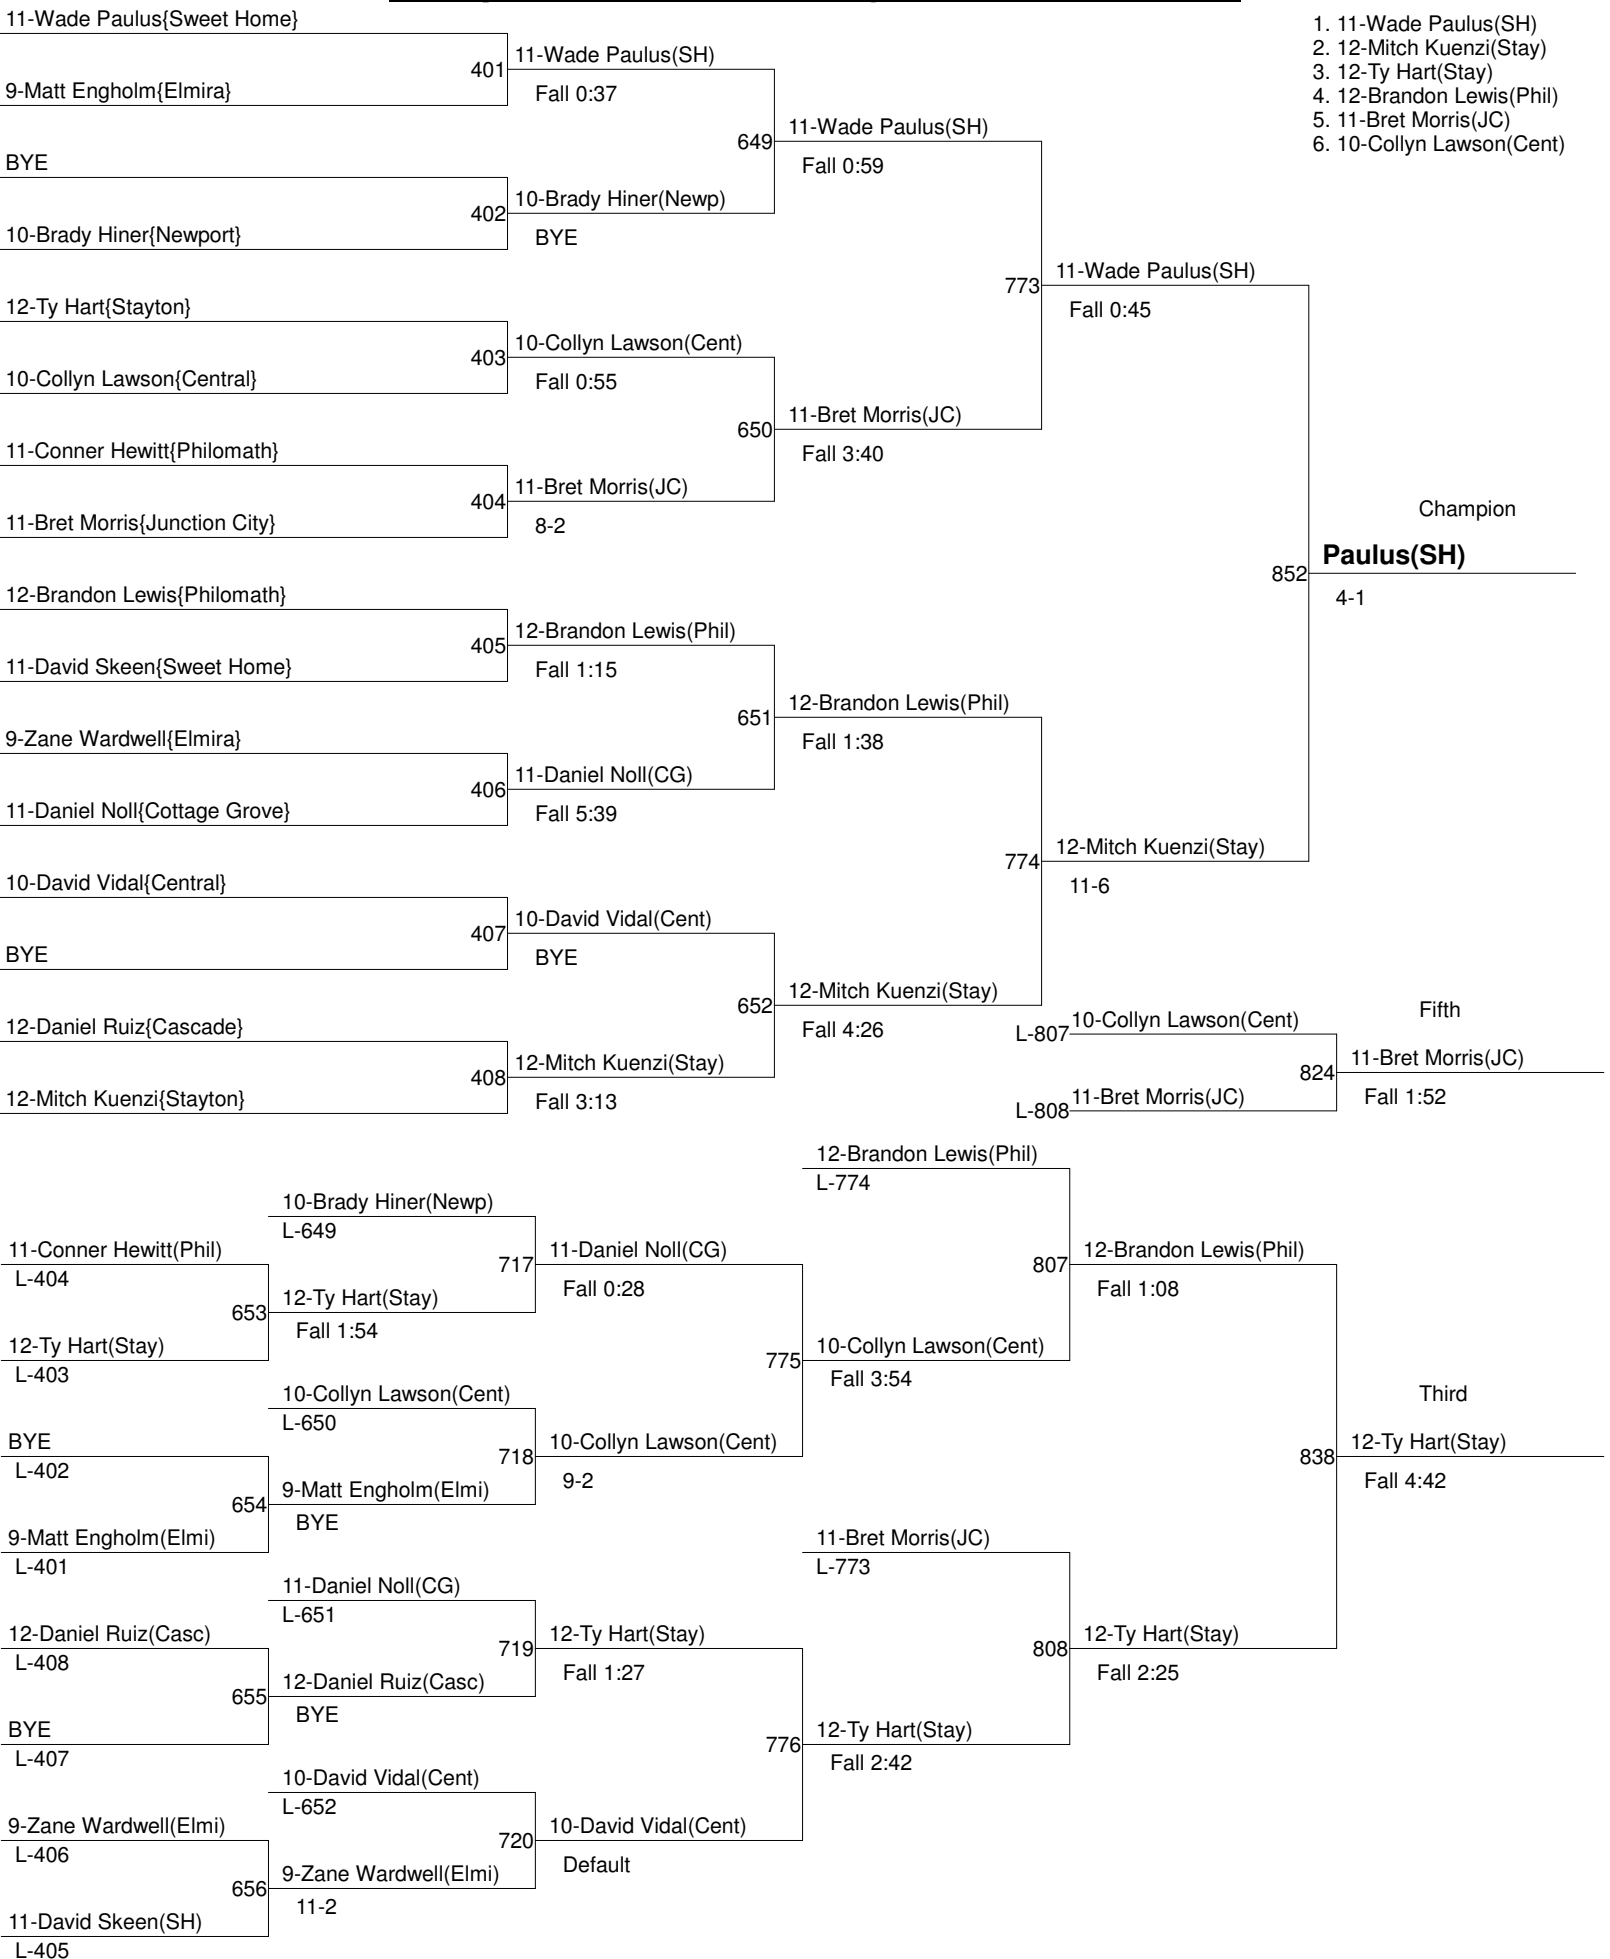 11-Wade Paulus{Sweet Home}
9-Matt Engholm{Elmira}
BYE
10-Brady Hiner{Newport}
12-Ty Hart{Stayton}
10-Collyn Lawson{Central}
11-Conner Hewitt{Philomath}
11-Bret Morris{Junction City}
12-Brandon Lewis{Philomath}
11-David Skeen{Sweet Home}
9-Zane Wardwell{Elmira}
11-Daniel Noll{Cottage Grove}
10-David Vidal{Central}
BYE
12-Daniel Ruiz{Cascade}
12-Mitch Kuenzi{Stayton}
401
11-Wade Paulus(SH)
Fall 0:37
402
10-Brady Hiner(Newp)
BYE
403
10-Collyn Lawson(Cent)
Fall 0:55
404
11-Bret Morris(JC)
8-2
405
12-Brandon Lewis(Phil)
Fall 1:15
406
11-Daniel Noll(CG)
Fall 5:39
407
10-David Vidal(Cent)
BYE
408
12-Mitch Kuenzi(Stay)
Fall 3:13
649
11-Wade Paulus(SH)
Fall 0:59
650
11-Bret Morris(JC)
Fall 3:40
651
12-Brandon Lewis(Phil)
Fall 1:38
652
12-Mitch Kuenzi(Stay)
Fall 4:26
773
11-Wade Paulus(SH)
Fall 0:45
774
12-Mitch Kuenzi(Stay)
11-6
Champion
852
Paulus(SH)
4-1
1. 11-Wade Paulus(SH)
2. 12-Mitch Kuenzi(Stay)
3. 12-Ty Hart(Stay)
4. 12-Brandon Lewis(Phil)
5. 11-Bret Morris(JC)
6. 10-Collyn Lawson(Cent)
L-807
10-Collyn Lawson(Cent)
L-808
11-Bret Morris(JC)
Fifth
824
11-Bret Morris(JC)
Fall 1:52
11-Conner Hewitt(Phil)
L-404
12-Ty Hart(Stay)
L-403
BYE
L-402
9-Matt Engholm(Elmi)
L-401
12-Daniel Ruiz(Casc)
L-408
BYE
L-407
9-Zane Wardwell(Elmi)
L-406
11-David Skeen(SH)
L-405
10-Brady Hiner(Newp)
L-649
653
12-Ty Hart(Stay)
Fall 1:54
10-Collyn Lawson(Cent)
L-650
654
9-Matt Engholm(Elmi)
BYE
11-Daniel Noll(CG)
L-651
655
12-Daniel Ruiz(Casc)
BYE
10-David Vidal(Cent)
L-652
656
9-Zane Wardwell(Elmi)
11-2
717
11-Daniel Noll(CG)
Fall 0:28
718
10-Collyn Lawson(Cent)
9-2
719
12-Ty Hart(Stay)
Fall 1:27
720
10-David Vidal(Cent)
Default
12-Brandon Lewis(Phil)
L-774
775
10-Collyn Lawson(Cent)
Fall 3:54
11-Bret Morris(JC)
L-773
776
12-Ty Hart(Stay)
Fall 2:42
807
12-Brandon Lewis(Phil)
Fall 1:08
808
12-Ty Hart(Stay)
Fall 2:25
Third
838
12-Ty Hart(Stay)
Fall 4:42